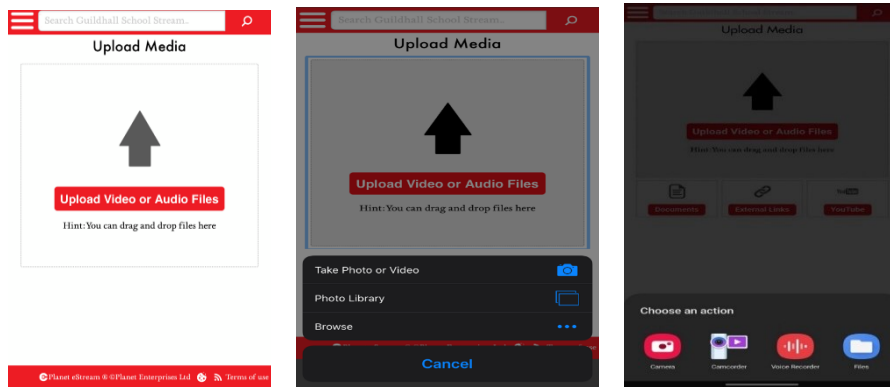 Search Guildhall School Stream..
Upload Media
Upload Video or Audio Files
Hint: You can drag and drop files here
Planet eStream ® ©Planet Enterprises Ltd Terms of use
Search Guildhall School Stream..
Upload Media
Upload Video or Audio Files
Hint: You can drag and drop files here
Take Photo or Video
Photo Library
Browse
Cancel
Upload Media
Upload Video or Audio Files
Hint: You can drag and drop files here
Documents External Links YouTube
Choose an action
Camera Camcorder Voice Recorder Files